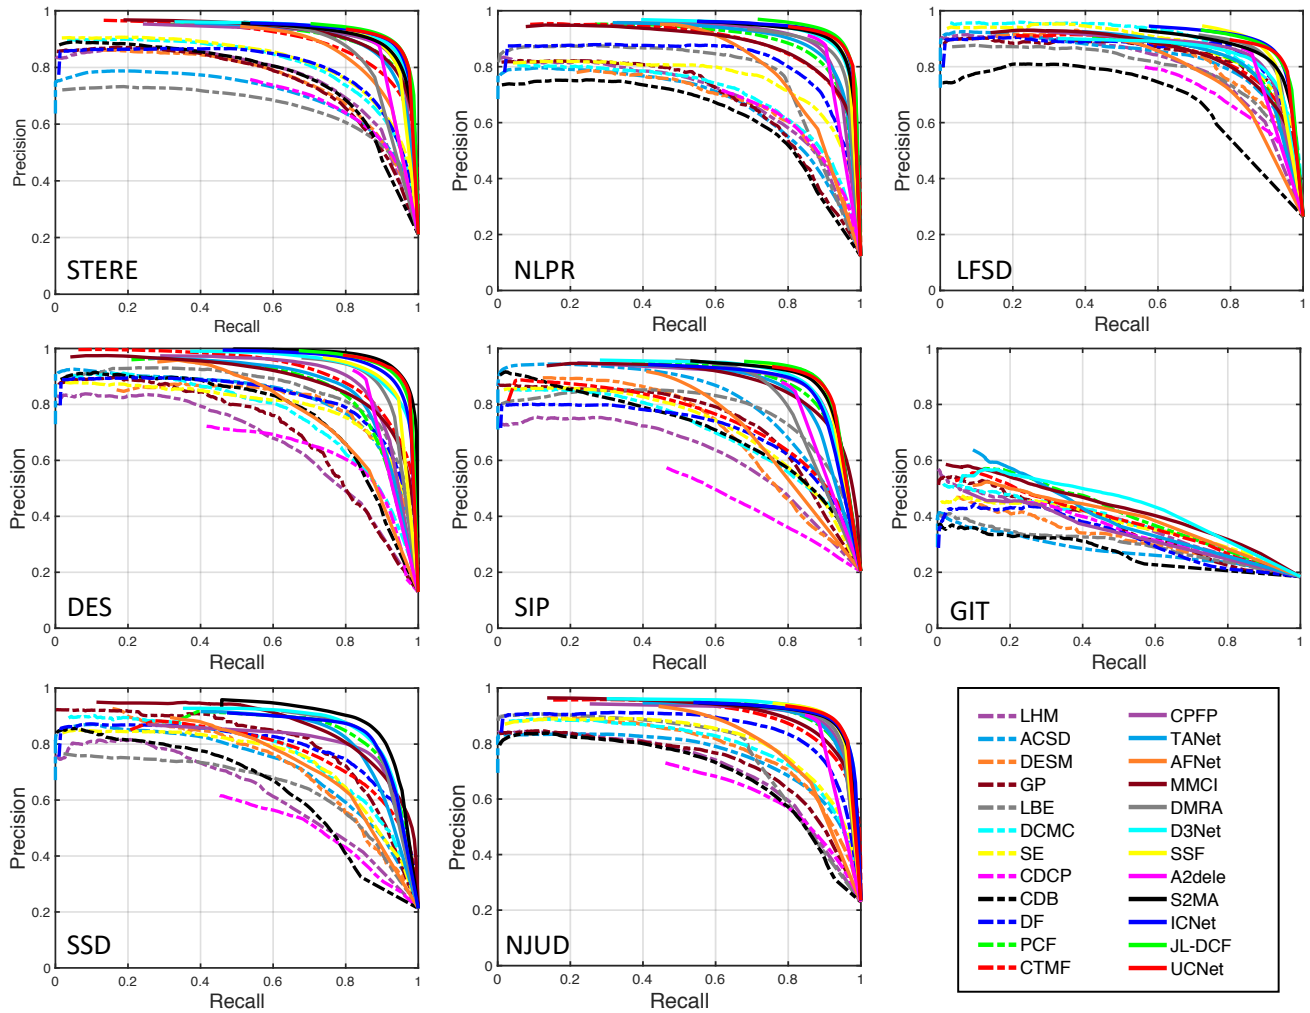 1
0.8
0.6
0.4
0.2
0
Precision
STERE
0 0.2 0.4 0.6 0.8 1
Recall
1
0.8
0.6
0.4
0.2
0
Precision
NLPR
0 0.2 0.4 0.6 0.8 1
Recall
1
0.8
0.6
0.4
0.2
0
Precision
LFSD
0 0.2 0.4 0.6 0.8 1
Recall
1
0.8
0.6
0.4
0.2
0
Precision
DES
0 0.2 0.4 0.6 0.8 1
Recall
1
0.8
0.6
0.4
0.2
0
Precision
SIP
0 0.2 0.4 0.6 0.8 1
Recall
1
0.8
0.6
0.4
0.2
0
Precision
GIT
0 0.2 0.4 0.6 0.8 1
Recall
1
0.8
0.6
0.4
0.2
0
Precision
SSD
0 0.2 0.4 0.6 0.8 1
Recall
1
0.8
0.6
0.4
0.2
0
Precision
NJUD
0 0.2 0.4 0.6 0.8 1
Recall
LHM CPFP
ACSD TANet
DESM AFNet
GP MMCI
LBE DMRA
DCMC D3Net
SE SSF
CDCP A2dele
CDB S2MA
DF ICNet
PCF JL-DCF
CTMF UCNet